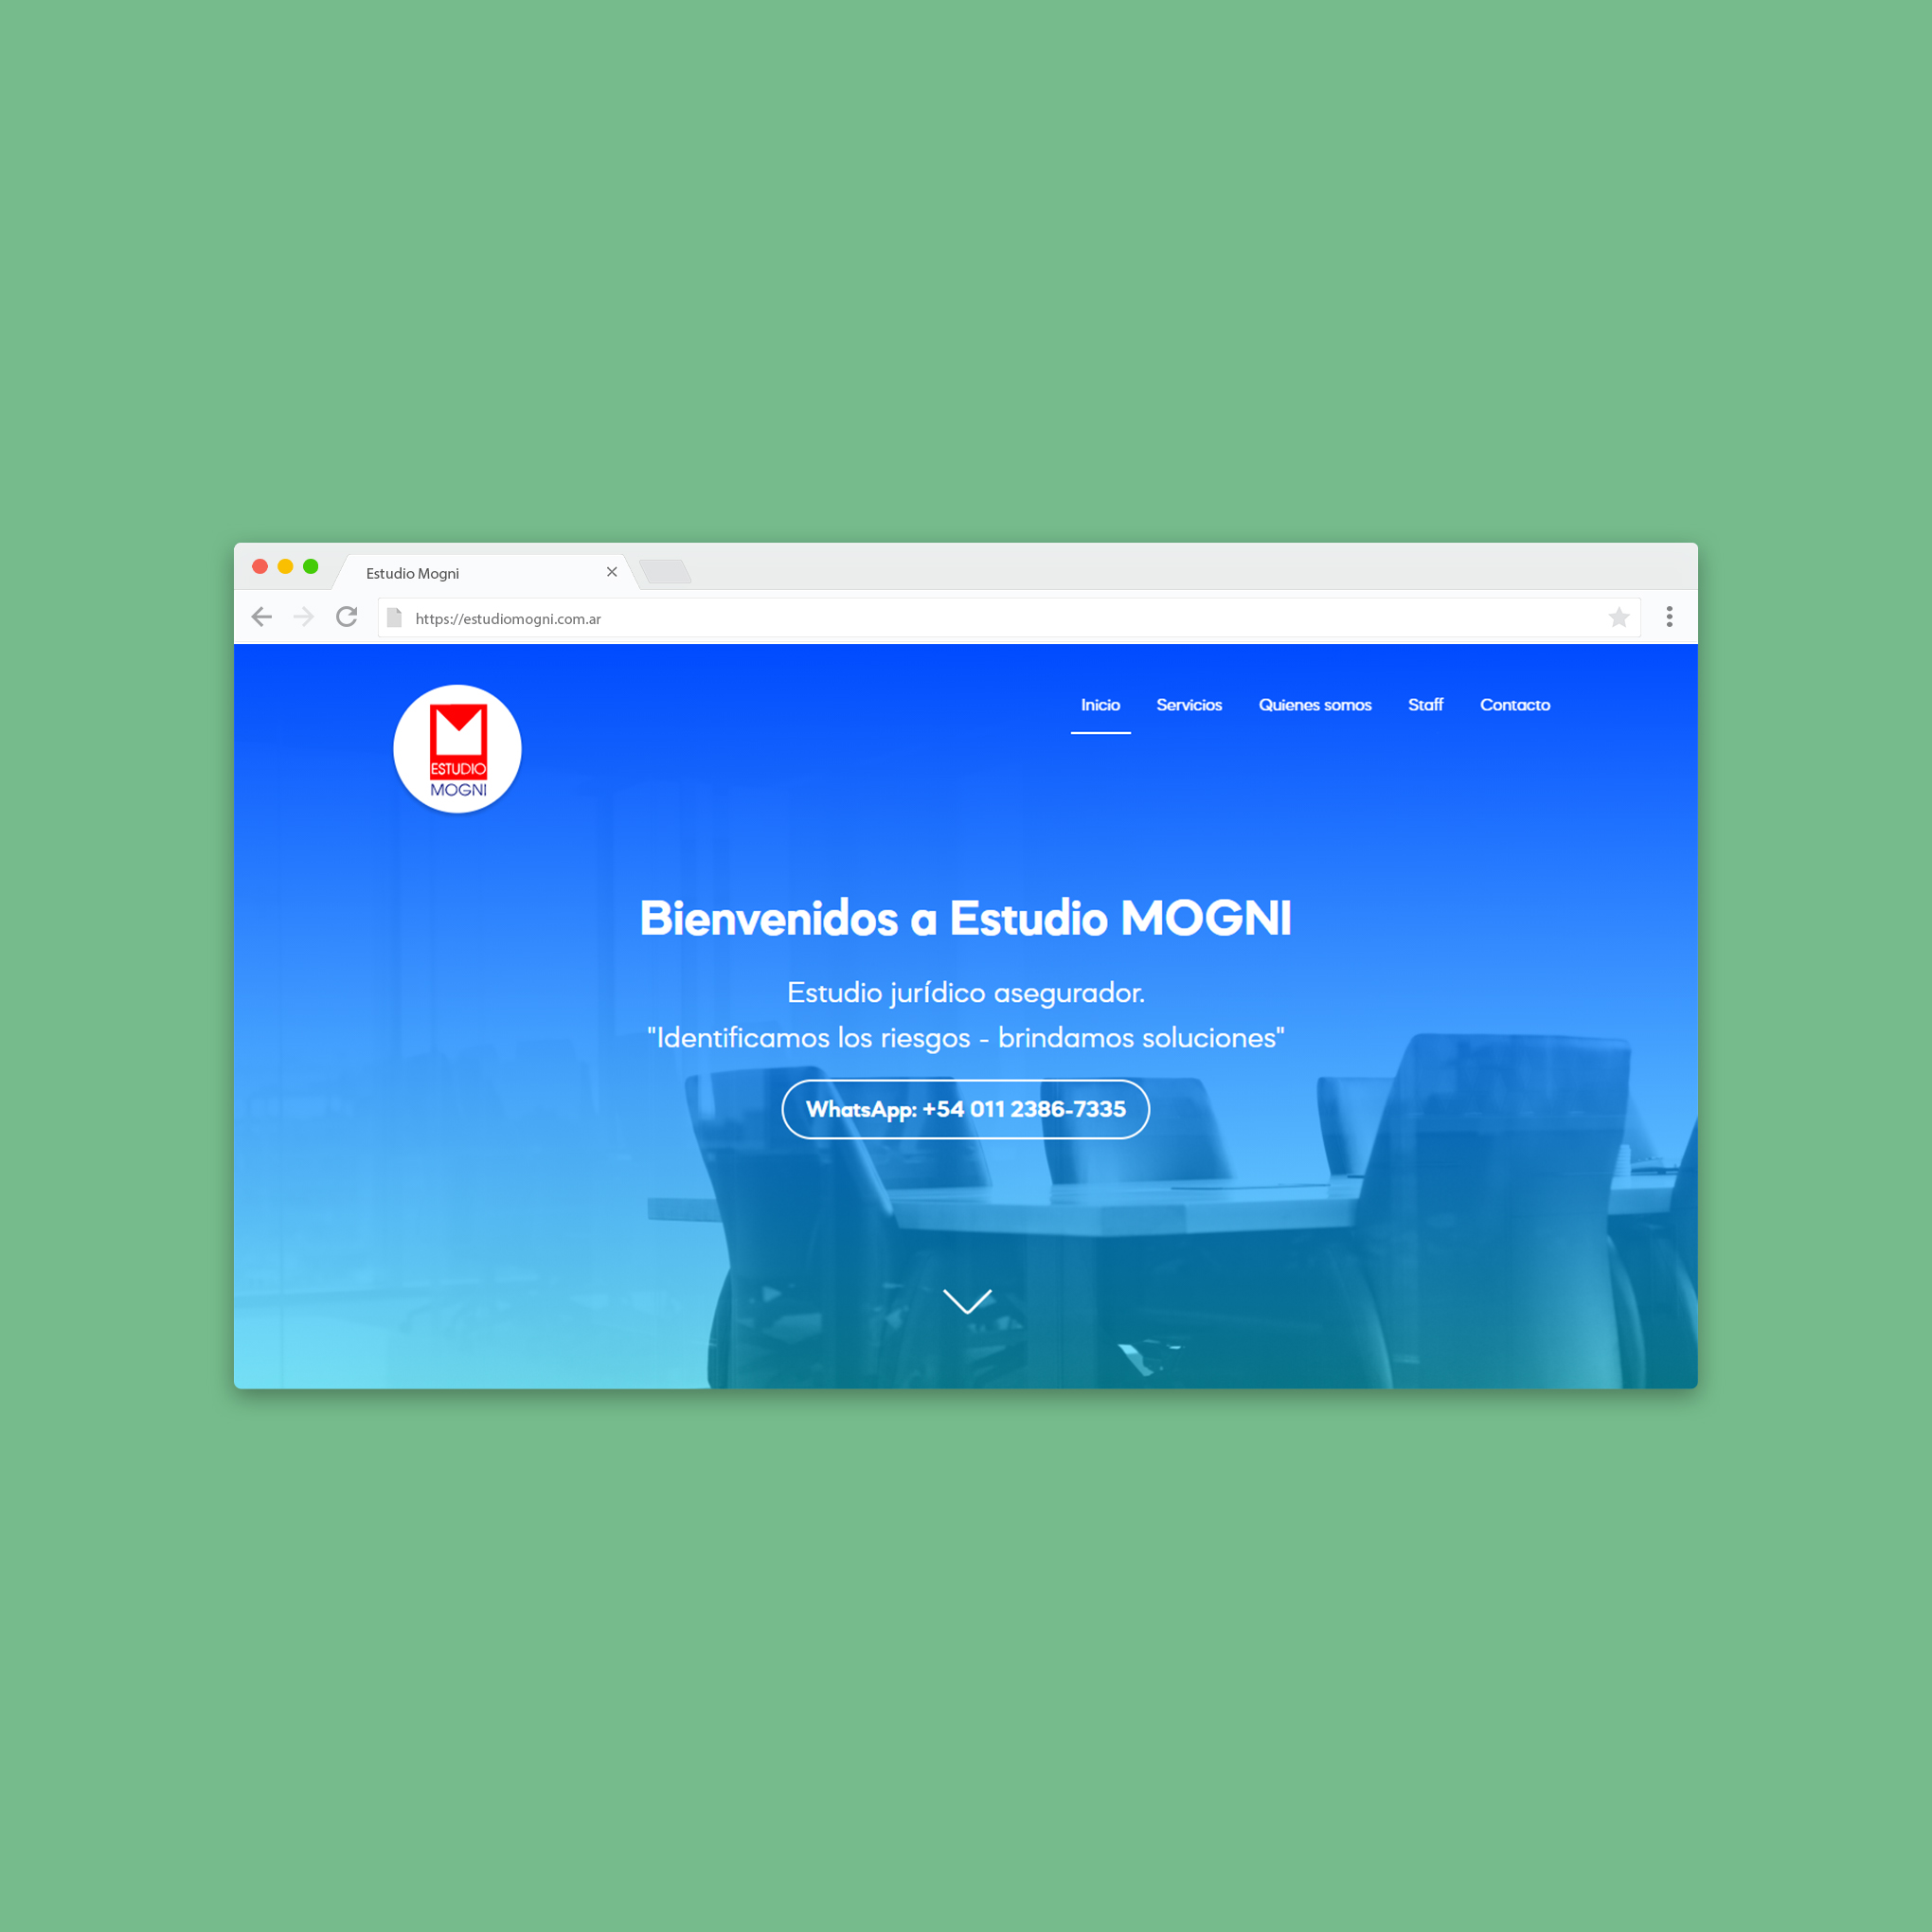 Estudio Mogni
https://estudiomogni.com.ar
Inicio Servicios Quienes somos Staff Contacto
ESTUDIO
MOGNI
Bienvenidos a Estudio MOGNI
Estudio jurídico asegurador.
"Identificamos los riesgos - brindamos soluciones"
WhatsApp: +54 011 2386-7335